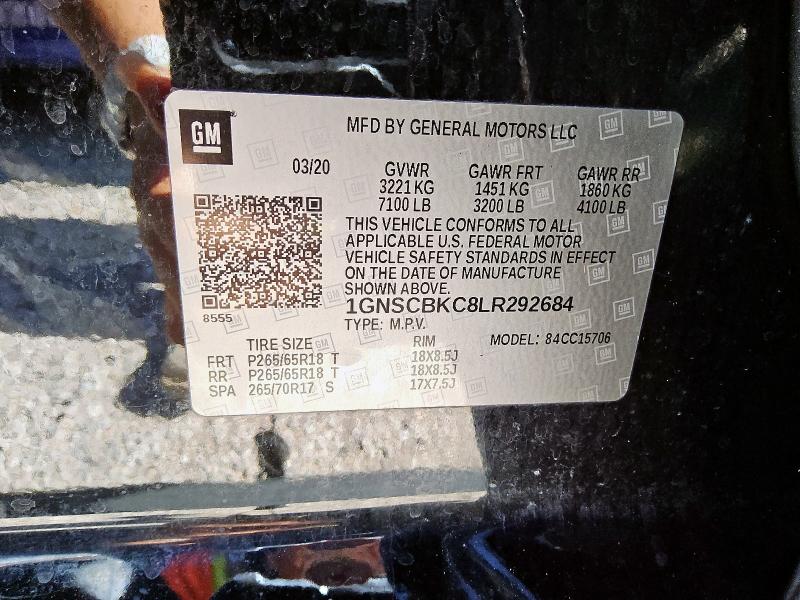 GM
MFD BY GENERAL MOTORS LLC
03/20 GVWR GAWR FRT GAWR RR
3221 KG 1451 KG 1860 KG
7100 LB 3200 LB 4100 LB
THIS VEHICLE CONFORMS TO ALL
APPLICABLE U.S. FEDERAL MOTOR
VEHICLE SAFETY STANDARDS IN EFFECT
ON THE DATE OF MANUFACTURE
SHOWN ABOVE.
1GNSCBKC8LR292684
8555
TYPE: M.P.V.
MODEL: 84CC15706
TIRE SIZE RIM
FRT P265/65R18 T 18X8.5J
RR P265/65R18 T 18X8.5J
SPA 265/70R17 S 17X7.5J